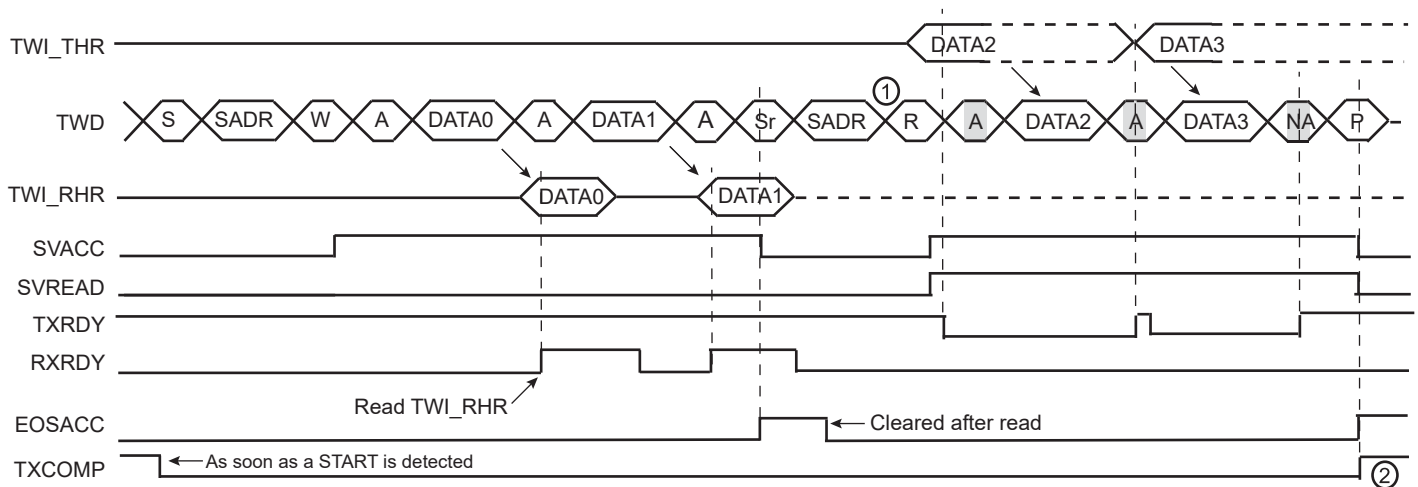 TWI_THR DATA2 DATA3
①
TWD S SADR W A DATA0 A DATA1 A Sr SADR R A DATA2 A DATA3 NA P
TWI_RHR DATA0 DATA1
SVACC
SVREAD
TXRDY
RXRDY
Read TWI_RHR
EOSACC Cleared after read
TXCOMP As soon as a START is detected ②